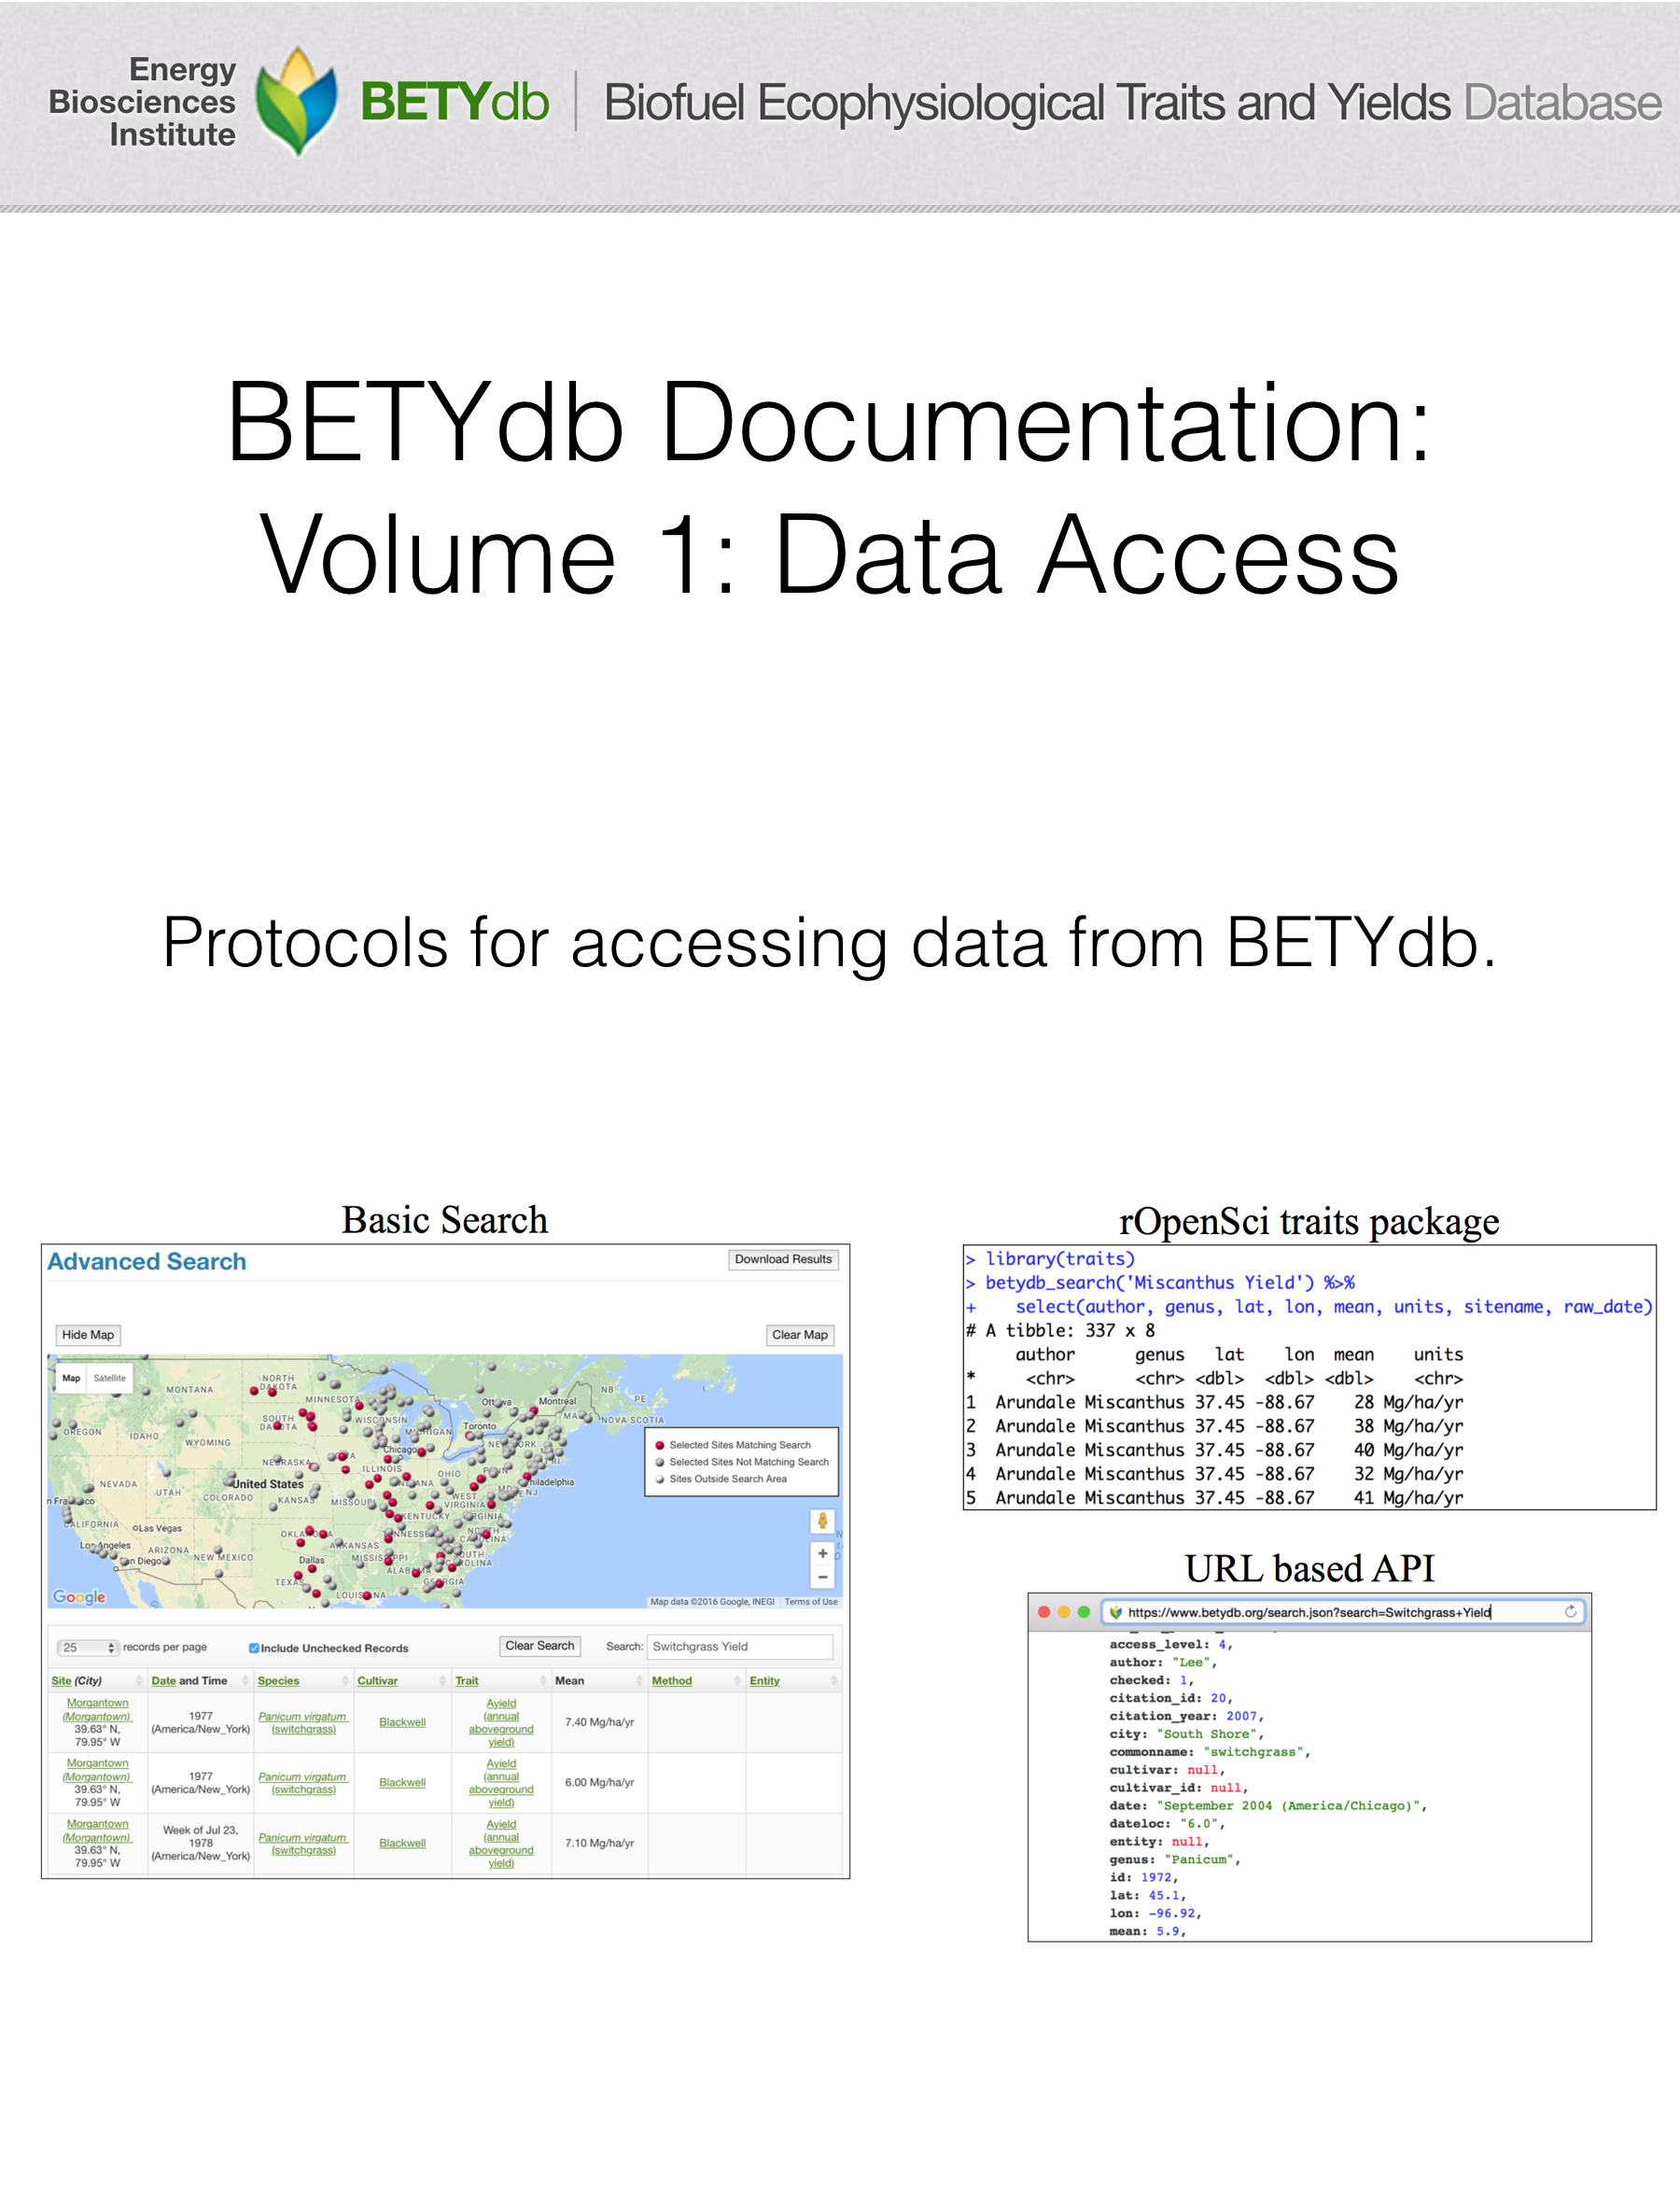 Energy
Biosciences
Institute
BETYdb
Biofuel Ecophysiological Traits and Yields Database
BETYdb Documentation:
Volume 1: Data Access
Protocols for accessing data from BETYdb.
Basic Search
Advanced Search
Download Results
Hide Map
Clear Map
Map
Satellite
NORTH
DAKOTA
MONTANA
MINNESOTA
SOUTH
DAKOTA
WISCONSIN
MICHIGAN
Ottawa
Montreal
NB
PE
NOVA SCOTIA
Toronto
OREGON
IDAHO
WYOMING
Chicago
NEW YORK
NEBRASKA
ILLINOIS
INDIANA
OHIO
PENN
Philadelphia
MD
NJ
NEVADA
UTAH
United States
COLORADO
KANSAS
MISSOURI
WEST
VIRGINIA
KENTUCKY
VIRGINIA
CALIFORNIA
Las Vegas
OKLAHOMA
ARKANSAS
TENNESSEE
NORTH
CAROLINA
Los Angeles
San Diego
ARIZONA
NEW MEXICO
Dallas
MISSISSIPPI
ALABAMA
SOUTH
CAROLINA
TEXAS
LOUISIANA
GEORGIA
Selected Sites Matching Search
Selected Sites Not Matching Search
Sites Outside Search Area
+
−
Google
Map data ©2016 Google, INEGI
Terms of Use
25
records per page
Include Unchecked Records
Clear Search
Search:
Switchgrass Yield
Site (City) Date and Time Species Cultivar Trait Mean Method Entity
Morgantown
(Morgantown)
39.63° N,
79.95° W
1977
(America/New_York)
Panicum virgatum
(switchgrass)
Blackwell
Ayield
(annual
aboveground
yield)
7.40 Mg/ha/yr
Morgantown
(Morgantown)
39.63° N,
79.95° W
1977
(America/New_York)
Panicum virgatum
(switchgrass)
Blackwell
Ayield
(annual
aboveground
yield)
6.00 Mg/ha/yr
Morgantown
(Morgantown)
39.63° N,
79.95° W
Week of Jul 23,
1978
(America/New_York)
Panicum virgatum
(switchgrass)
Blackwell
Ayield
(annual
aboveground
yield)
7.10 Mg/ha/yr
rOpenSci traits package
> library(traits)
> betydb_search('Miscanthus Yield') %>%
+ select(author, genus, lat, lon, mean, units, sitename, raw_date)
# A tibble: 337 x 8
author genus lat lon mean units
* <chr> <chr> <dbl> <dbl> <dbl> <chr>
1 Arundale Miscanthus 37.45 -88.67 28 Mg/ha/yr
2 Arundale Miscanthus 37.45 -88.67 38 Mg/ha/yr
3 Arundale Miscanthus 37.45 -88.67 40 Mg/ha/yr
4 Arundale Miscanthus 37.45 -88.67 32 Mg/ha/yr
5 Arundale Miscanthus 37.45 -88.67 41 Mg/ha/yr
URL based API
https://www.betydb.org/search.json?search=Switchgrass+Yield
access_level: 4,
author: "Lee",
checked: 1,
citation_id: 20,
citation_year: 2007,
city: "South Shore",
commonname: "switchgrass",
cultivar: null,
cultivar_id: null,
date: "September 2004 (America/Chicago)",
dateloc: "6.0",
entity: null,
genus: "Panicum",
id: 1972,
lat: 45.1,
lon: -96.92,
mean: 5.9,